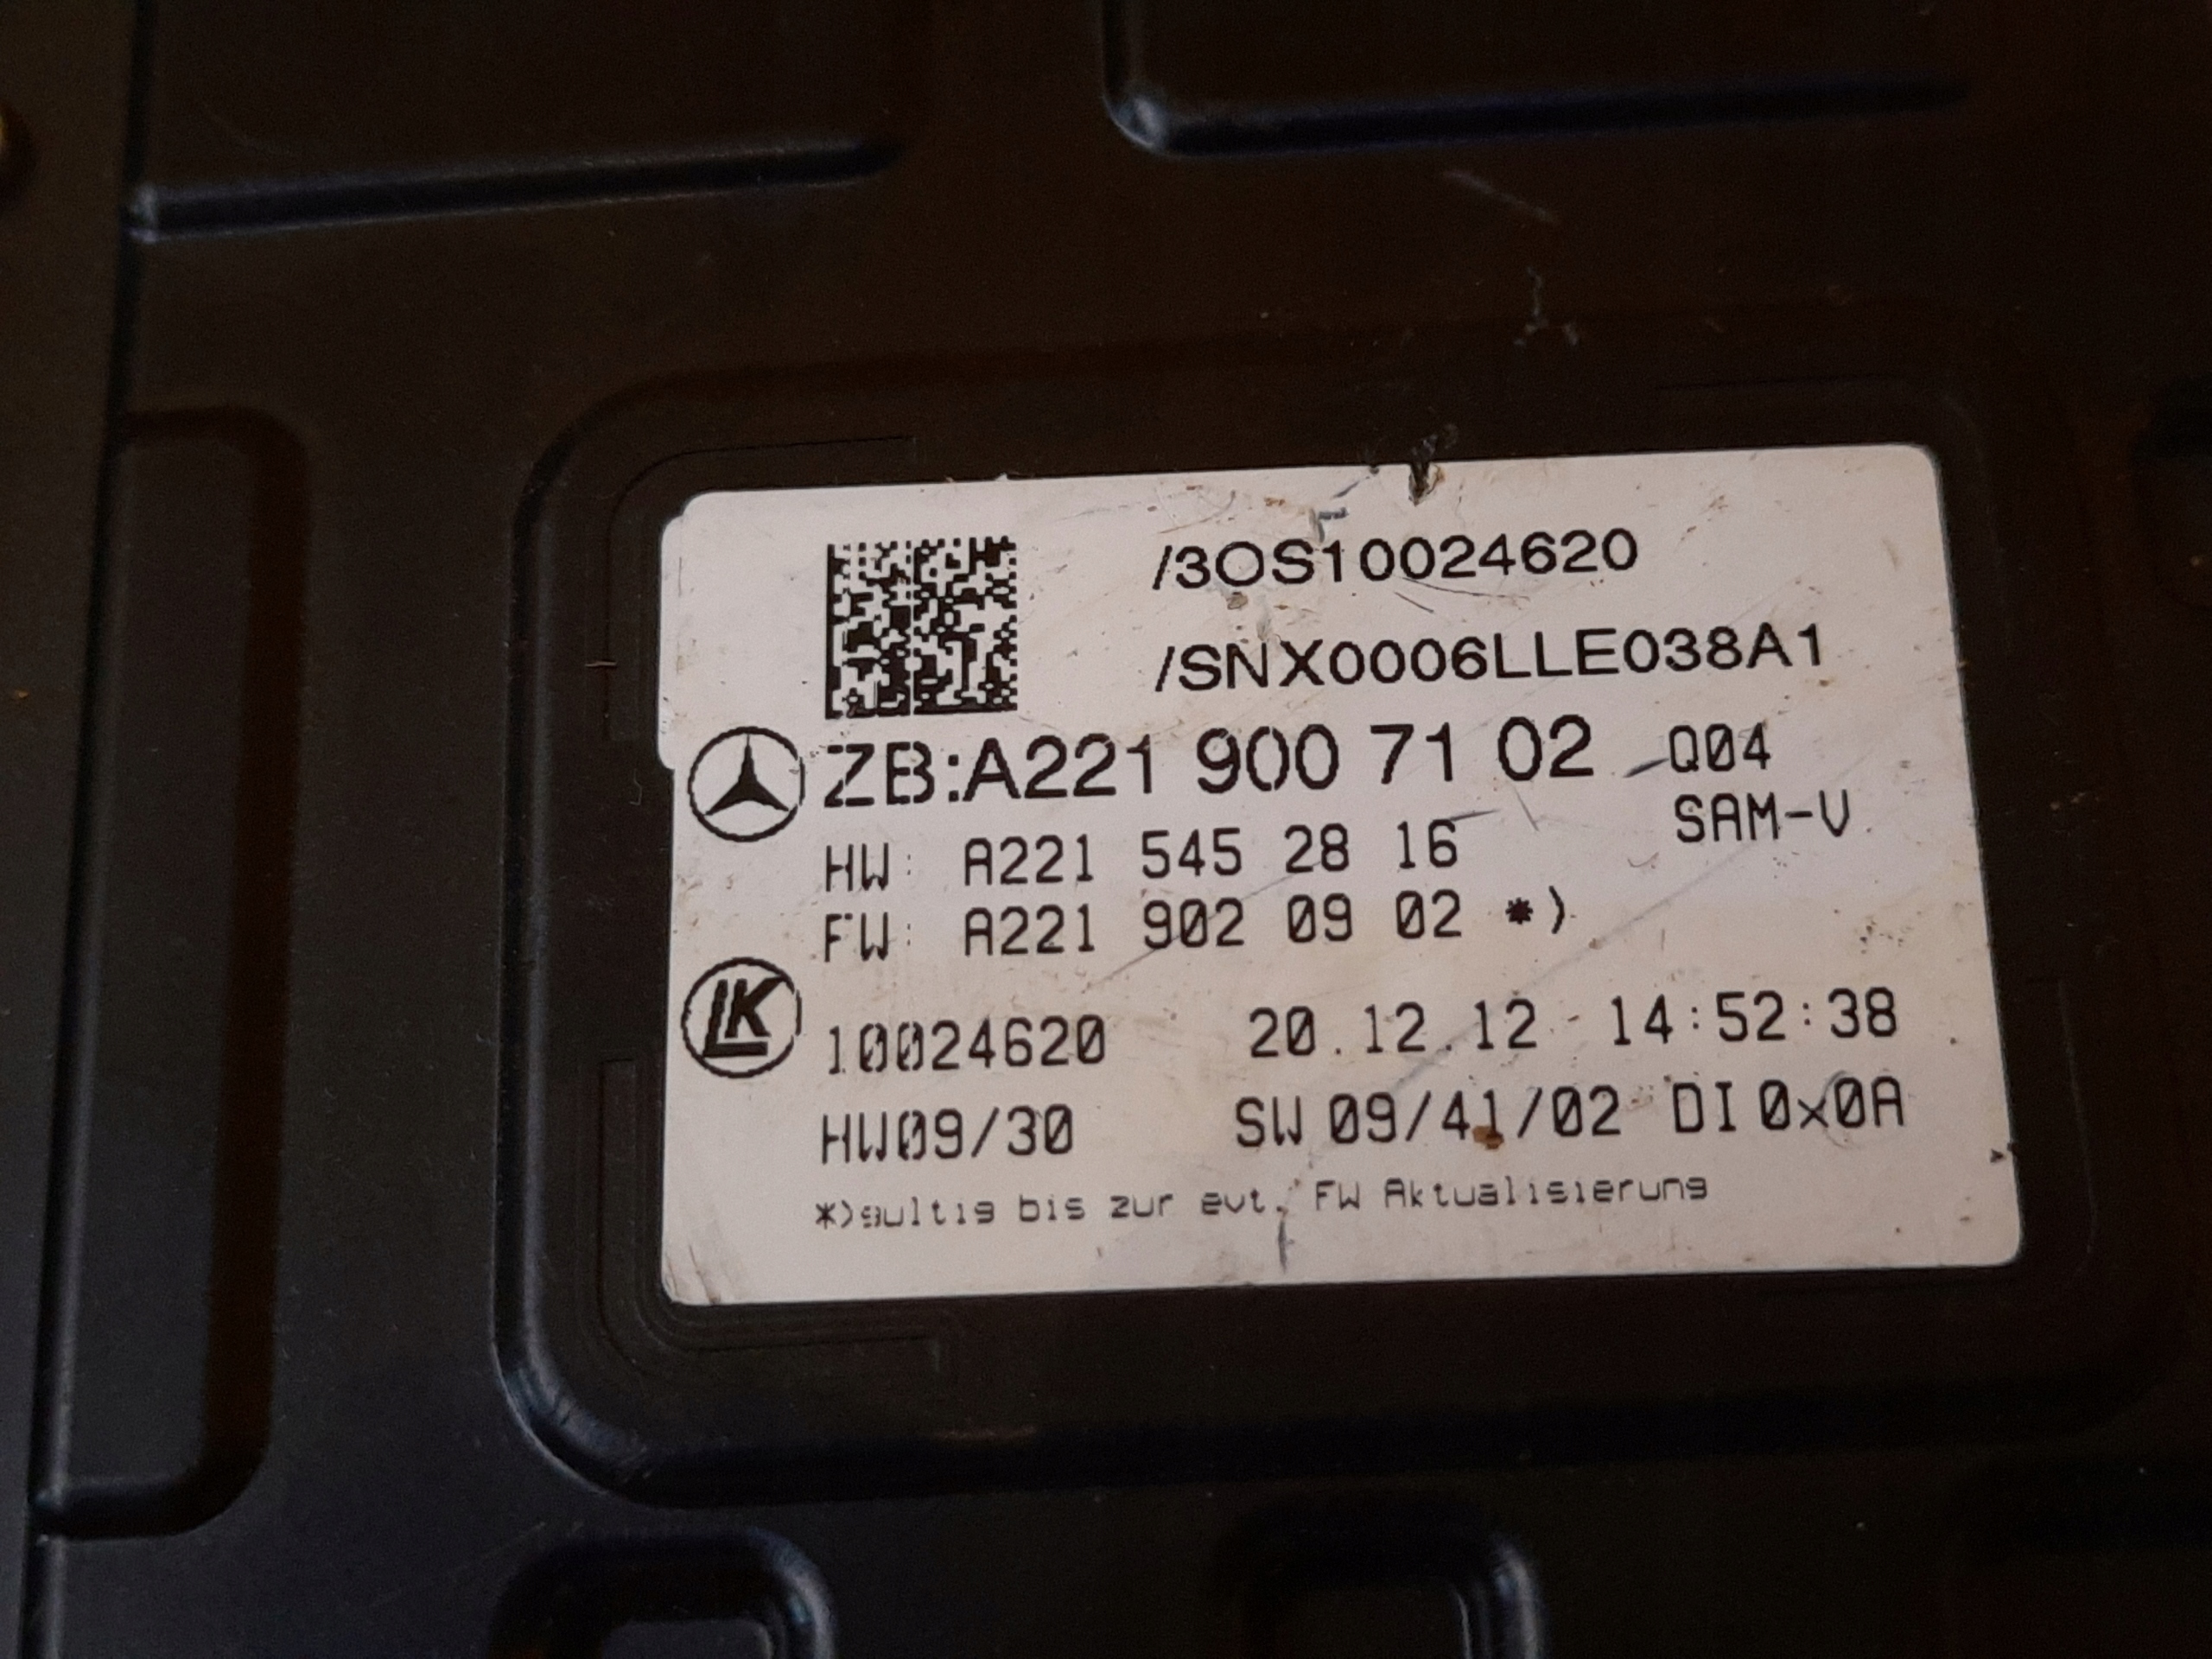 /3OS10024620
/SNX0006LLE038A1
ZB:A221 900 71 02 Q04
SAM-V
HW: A221 545 28 16
FW: A221 902 09 02 *)
LK
10024620 20.12.12 14:52:38
HW09/30 SW 09/41/02 DI 0x0A
*)gultig bis zur evt. FW Aktualisierung